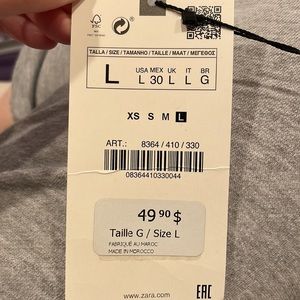 FSC
TALLA / SIZE / TAMANHO / TAILLE / MAAT / ΜΕΓΕΘΟΣ
L
USA MEX UK IT BR
L 30 L L G
XS S M L
ART.: 8364 / 410 / 330
08364410330044
49 90 $
Taille G / Size L
FABRIQUÉ AU MAROC
MADE IN MOROCCO
www.zara.com
EAC